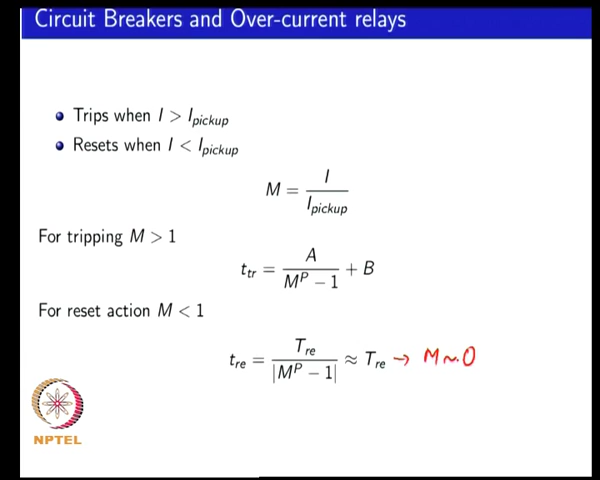 Circuit Breakers and Over-current relays
• Trips when I > I_pickup
• Resets when I < I_pickup
M = I / I_pickup
For tripping M > 1
t_tr = A / (M^P − 1) + B
For reset action M < 1
t_re = T_re / |M^P − 1| ≈ T_re → M ~ 0
NPTEL